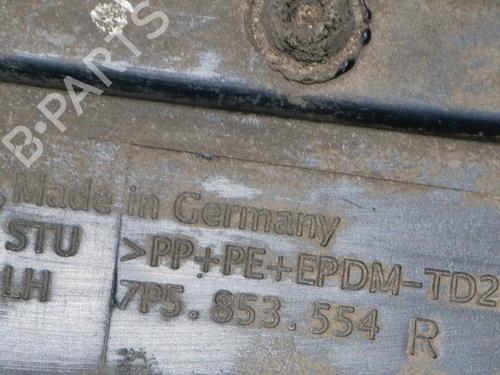 B-PARTS
, Made in Germany
STU >PP+PE+EPDM-TD2
LH 7P5.853.554 R